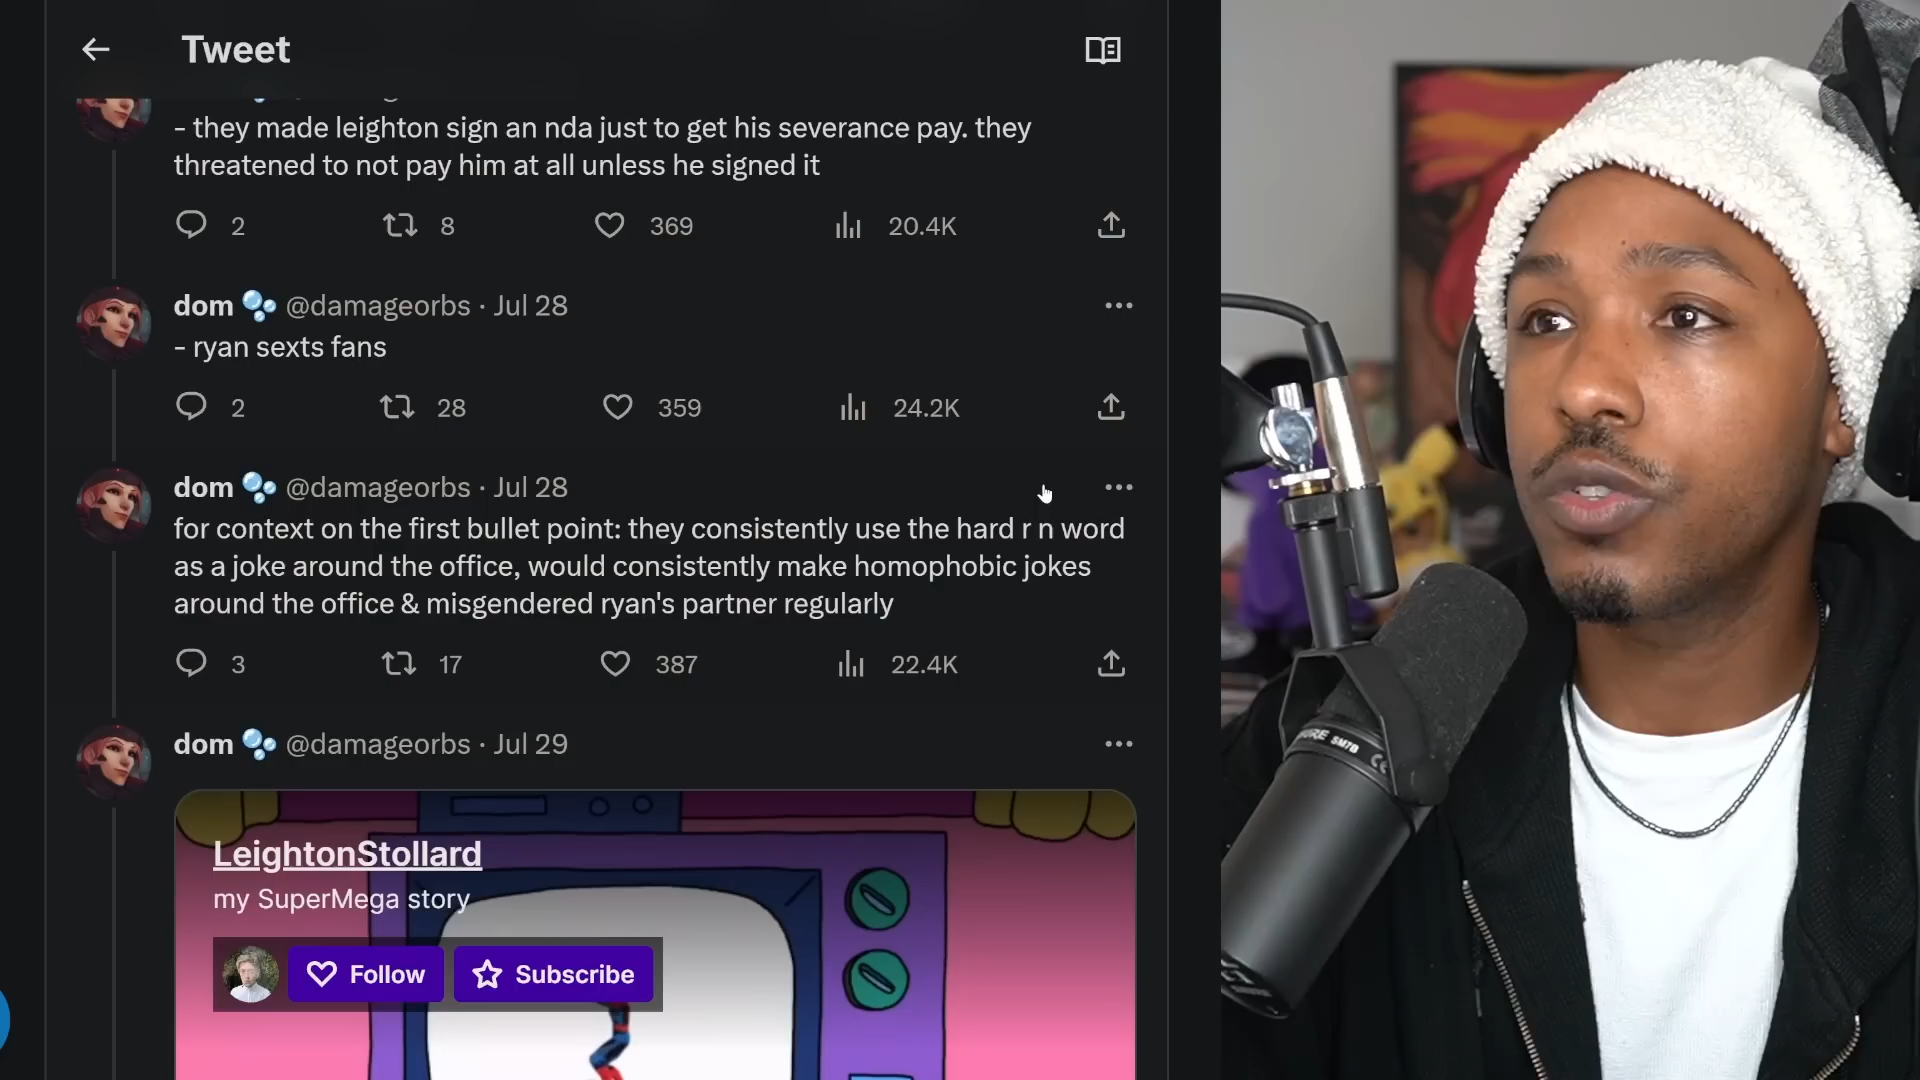 Tweet
- they made leighton sign an nda just to get his severance pay. they
threatened to not pay him at all unless he signed it
2 8 369 20.4K
dom @damageorbs · Jul 28
- ryan sexts fans
2 28 359 24.2K
dom @damageorbs · Jul 28
for context on the first bullet point: they consistently use the hard r n word
as a joke around the office, would consistently make homophobic jokes
around the office & misgendered ryan's partner regularly
3 17 387 22.4K
dom @damageorbs · Jul 29
LeightonStollard
my SuperMega story
Follow Subscribe
SM7B